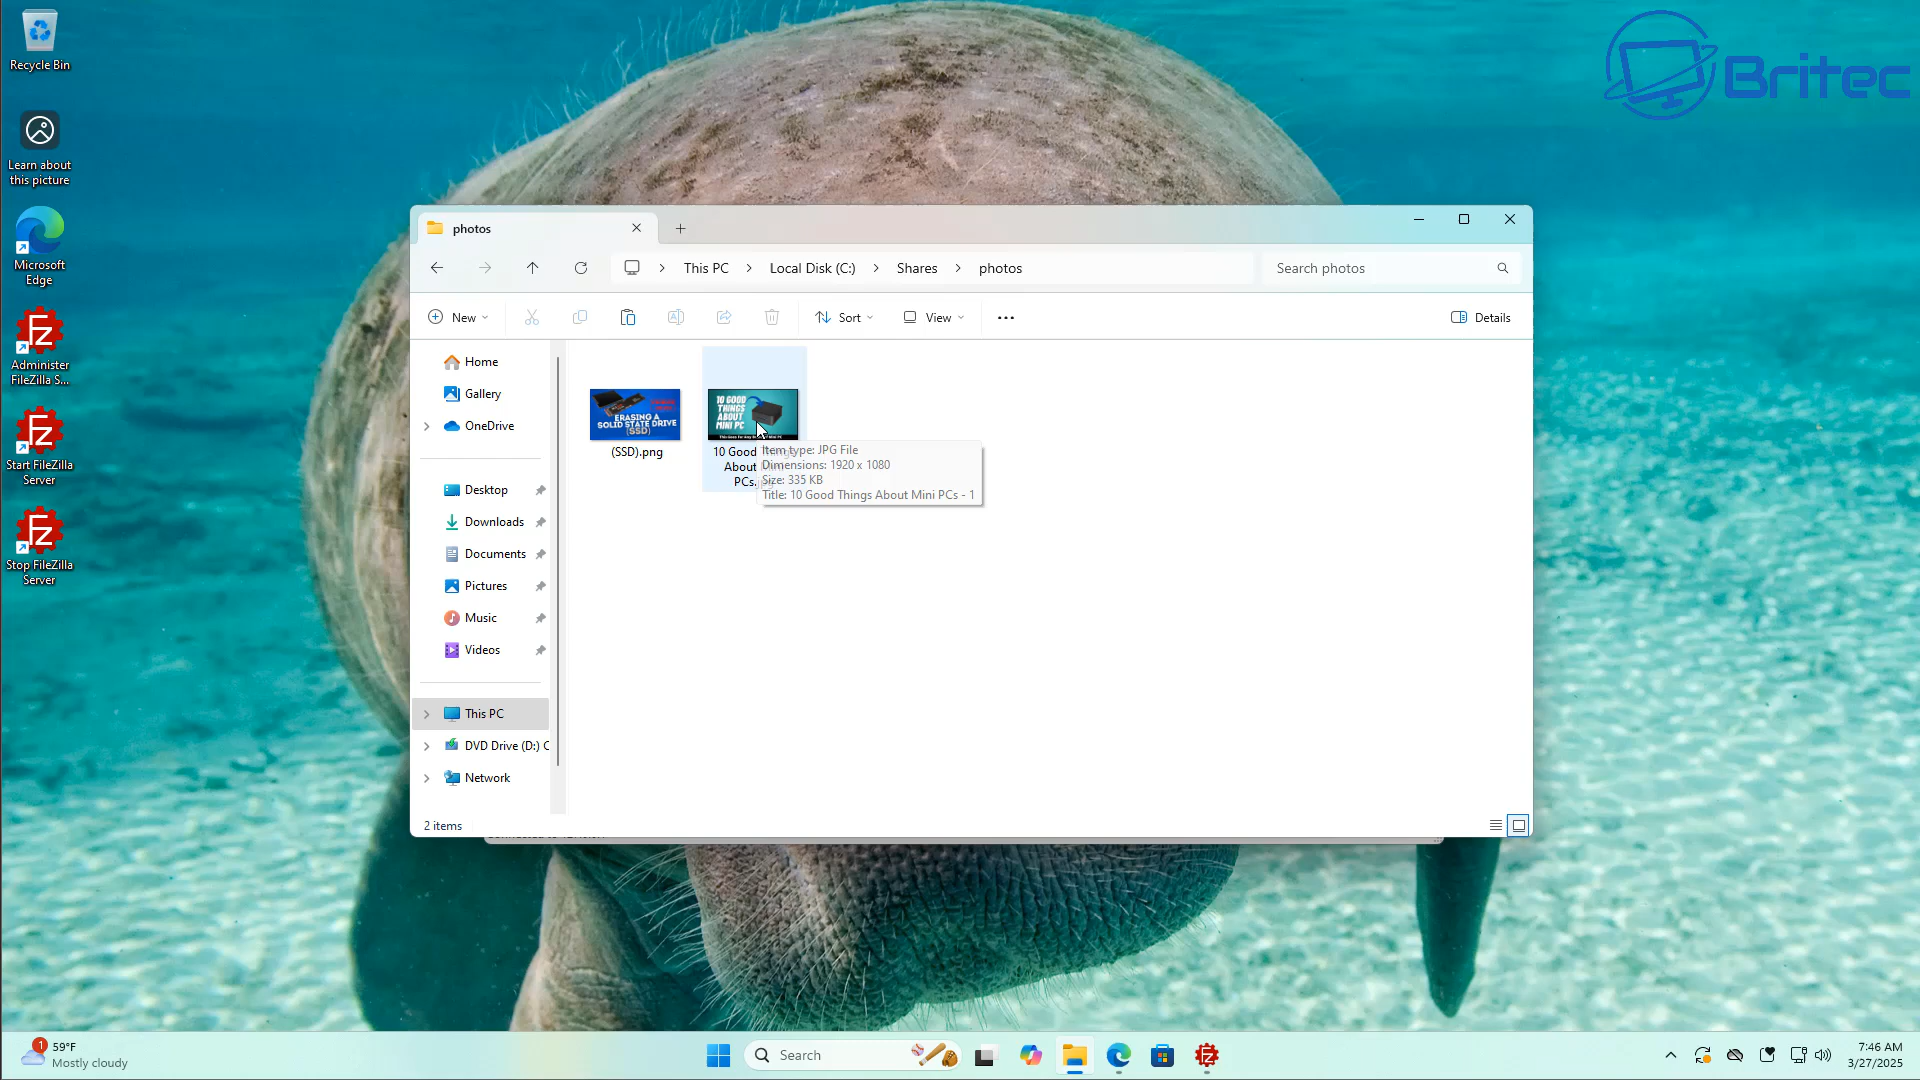 Recycle Bin
Learn about
this picture
Microsoft
Edge
Administer
FileZilla S...
Start FileZilla
Server
Stop FileZilla
Server
Britec
photos
This PC
Local Disk (C:)
Shares
photos
Search photos
New
Sort
View
Details
Home
Gallery
OneDrive
Desktop
Downloads
Documents
Pictures
Music
Videos
This PC
DVD Drive (D:) C
Network
ERASING A
SOLID STATE DRIVE
(SSD)
(SSD).png
10 GOOD
THINGS
ABOUT
MINI PC
10 Good
About
PCs.
Item type: JPG File
Dimensions: 1920 x 1080
Size: 335 KB
Title: 10 Good Things About Mini PCs - 1
2 items
1
59°F
Mostly cloudy
Search
7:46 AM
3/27/2025